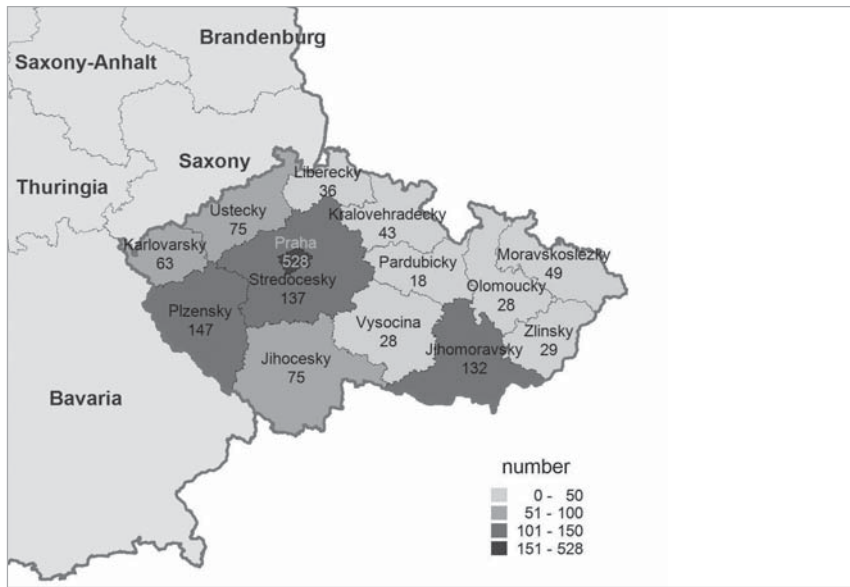 Brandenburg
Saxony-Anhalt
Saxony
Thuringia
Liberecky
36
Ustecky
75
Kralovehradecky
43
Karlovarsky
63
Praha
528
Stredocesky
137
Pardubicky
18
Moravskoslezky
49
Olomoucky
28
Plzensky
147
Vysocina
28
Zlinsky
29
Jihomoravsky
132
Jihocesky
75
Bavaria
number
0 - 50
51 - 100
101 - 150
151 - 528